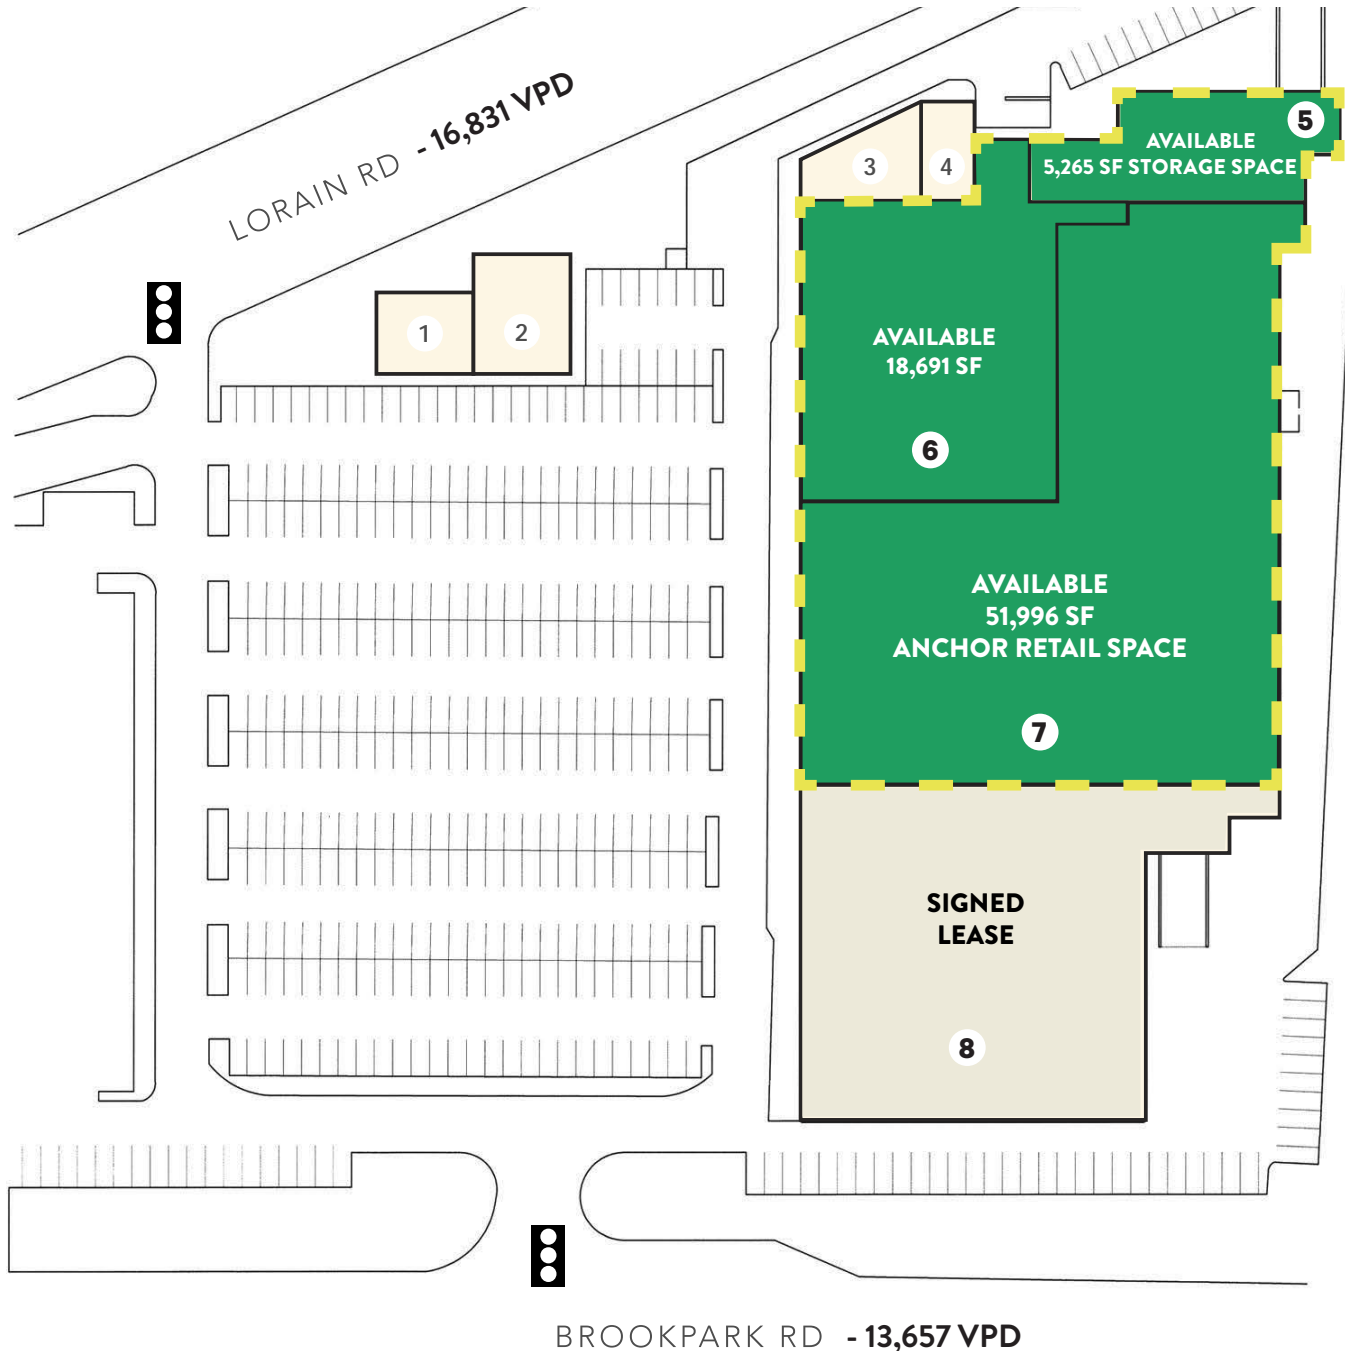 LORAIN RD - 16,831 VPD
3
4
5
AVAILABLE
5,265 SF STORAGE SPACE
1
2
AVAILABLE
18,691 SF
6
AVAILABLE
51,996 SF
ANCHOR RETAIL SPACE
7
SIGNED
LEASE
8
BROOKPARK RD - 13,657 VPD